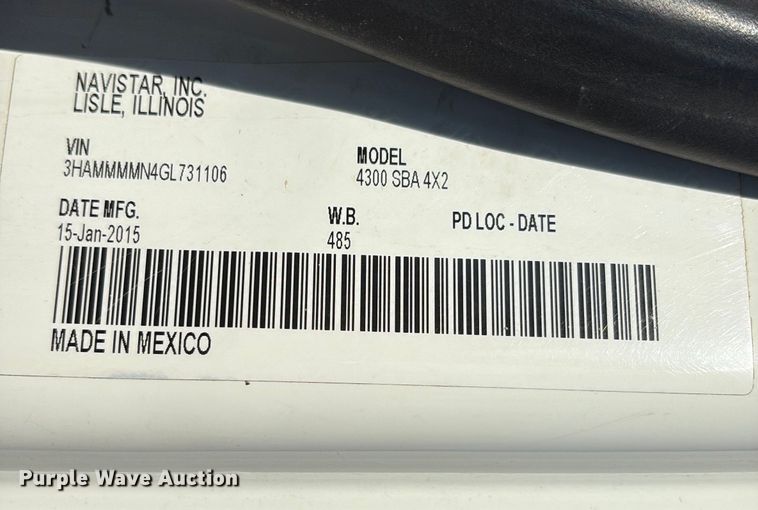 NAVISTAR, INC.
LISLE, ILLINOIS
VIN
3HAMMMMN4GL731106
MODEL
4300 SBA 4X2
DATE MFG.
15-Jan-2015
W.B.
485
PD LOC - DATE
MADE IN MEXICO
Purple Wave Auction